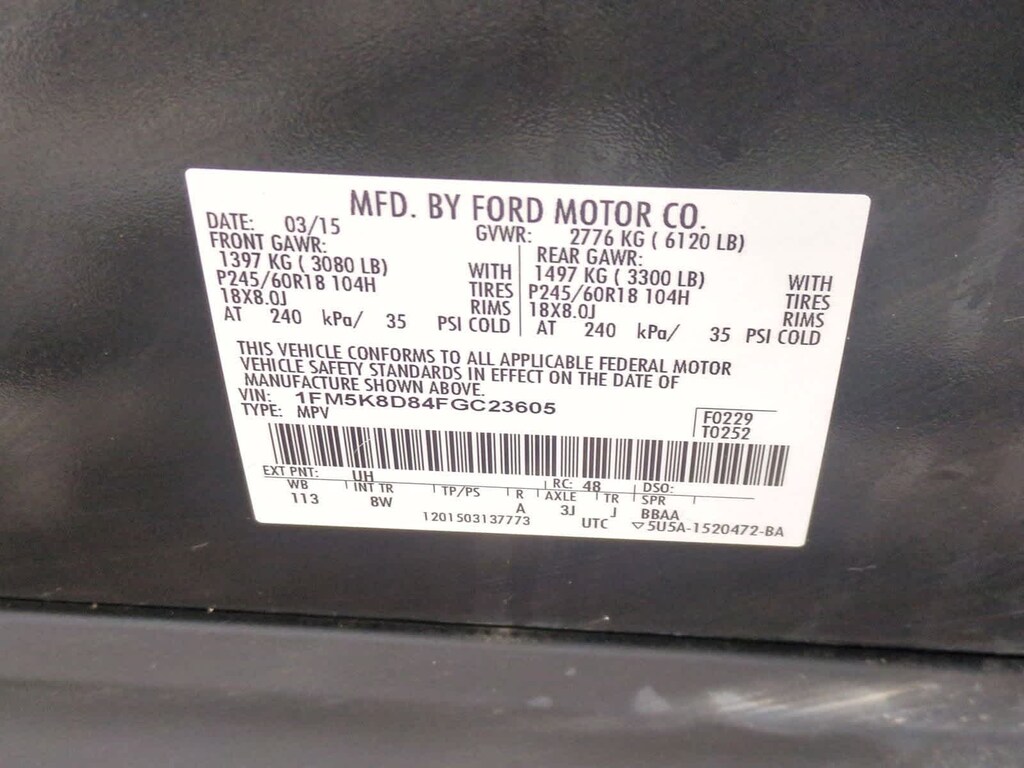 MFD. BY FORD MOTOR CO.
DATE: 03/15 GVWR: 2776 KG ( 6120 LB)
FRONT GAWR: REAR GAWR:
1397 KG ( 3080 LB) WITH 1497 KG ( 3300 LB) WITH
P245/60R18 104H TIRES P245/60R18 104H TIRES
18X8.0J RIMS 18X8.0J RIMS
AT 240 kPa/ 35 PSI COLD AT 240 kPa/ 35 PSI COLD
THIS VEHICLE CONFORMS TO ALL APPLICABLE FEDERAL MOTOR
VEHICLE SAFETY STANDARDS IN EFFECT ON THE DATE OF
MANUFACTURE SHOWN ABOVE.
VIN: 1FM5K8D84FGC23605
TYPE: MPV
F0229
T0252
EXT PNT: UH RC: 48 DSO:
WB INT TR TP/PS R AXLE TR SPR
113 8W A 3J J BBAA
1201503137773 UTC ▽5U5A-1520472-BA